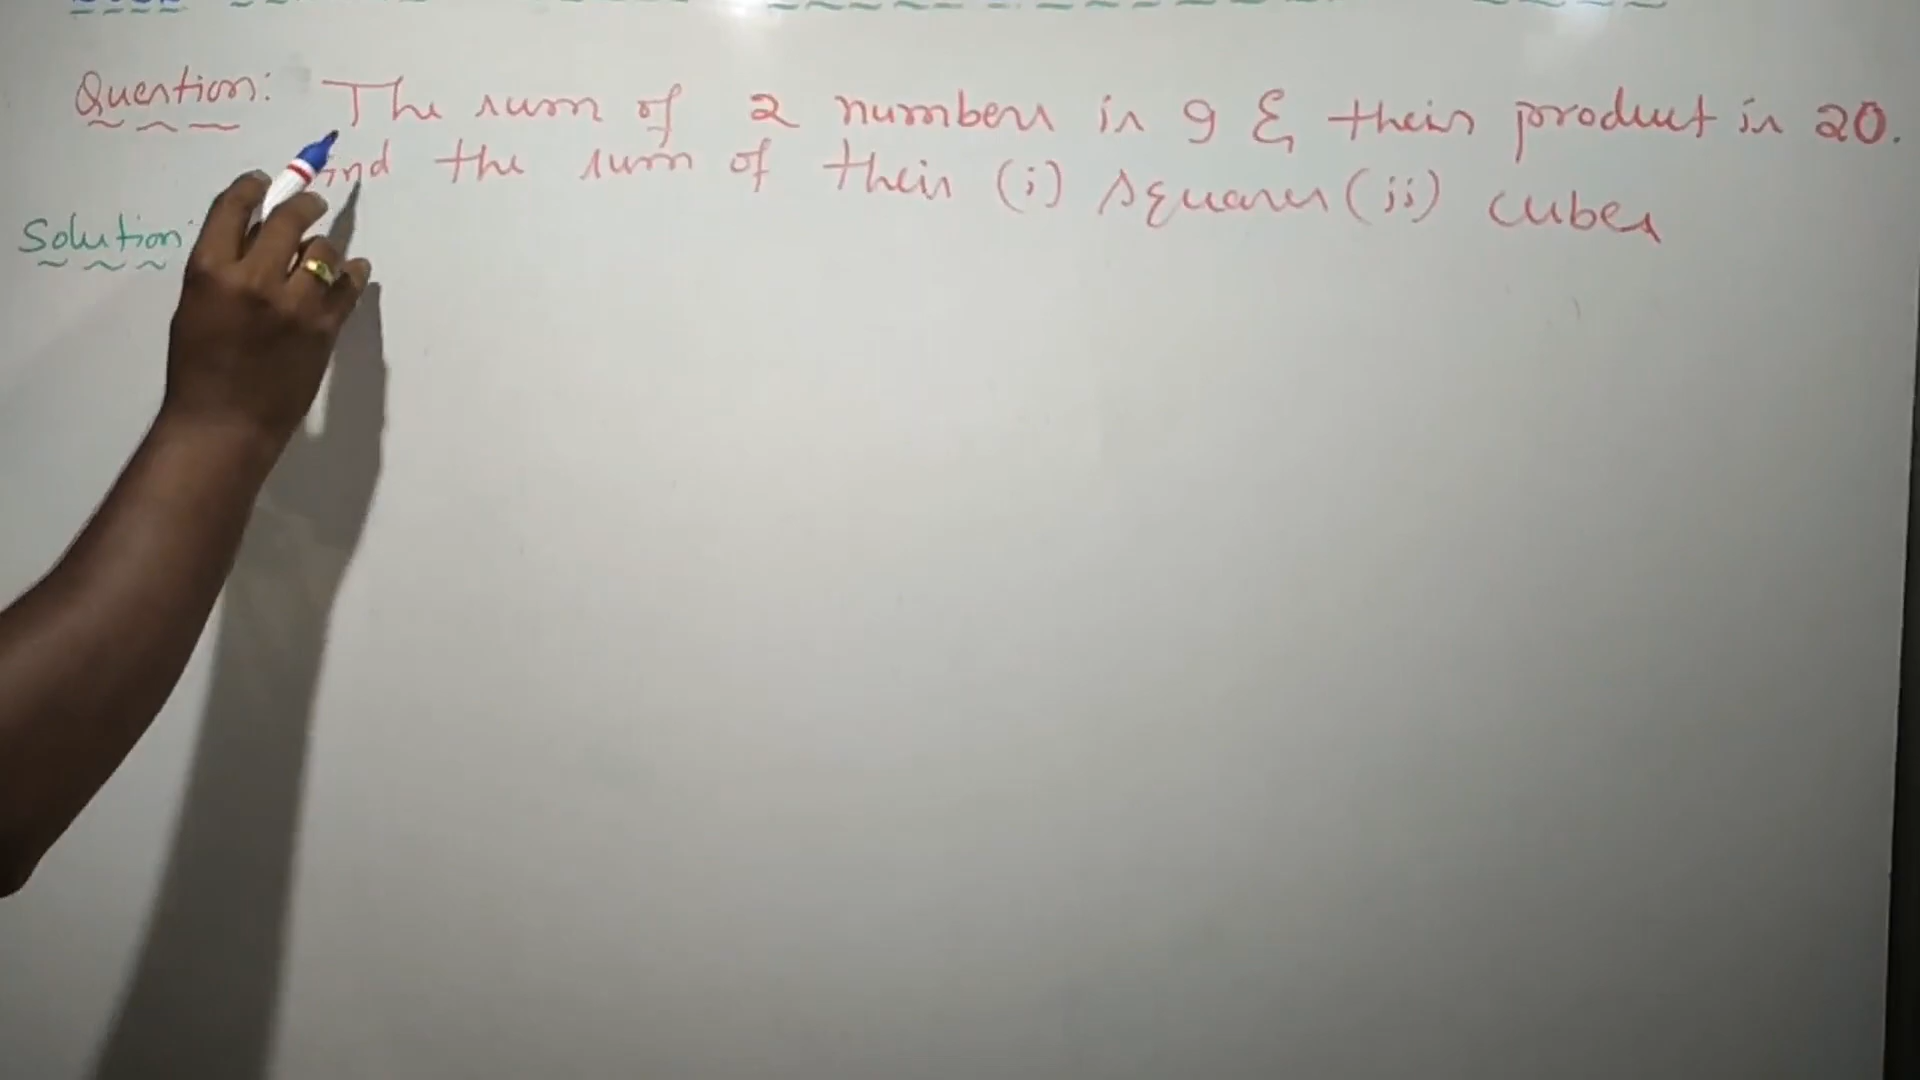 Question: The sum of 2 numbers is 9 & their product is 20.
Find the sum of their (i) squares (ii) cubes
Solution: